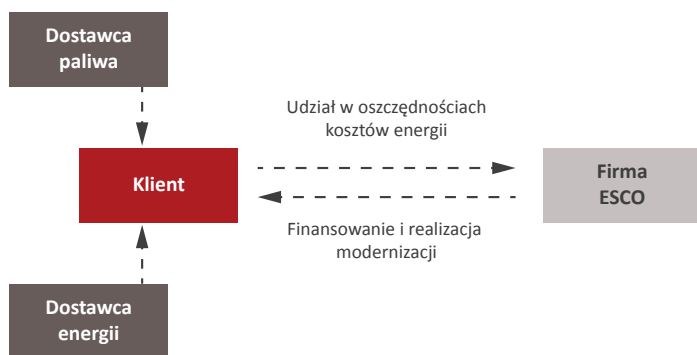 Dostawca
paliwa
Udział w oszczędnościach
kosztów energii
Klient
Firma
ESCO
Finansowanie i realizacja
modernizacji
Dostawca
energii